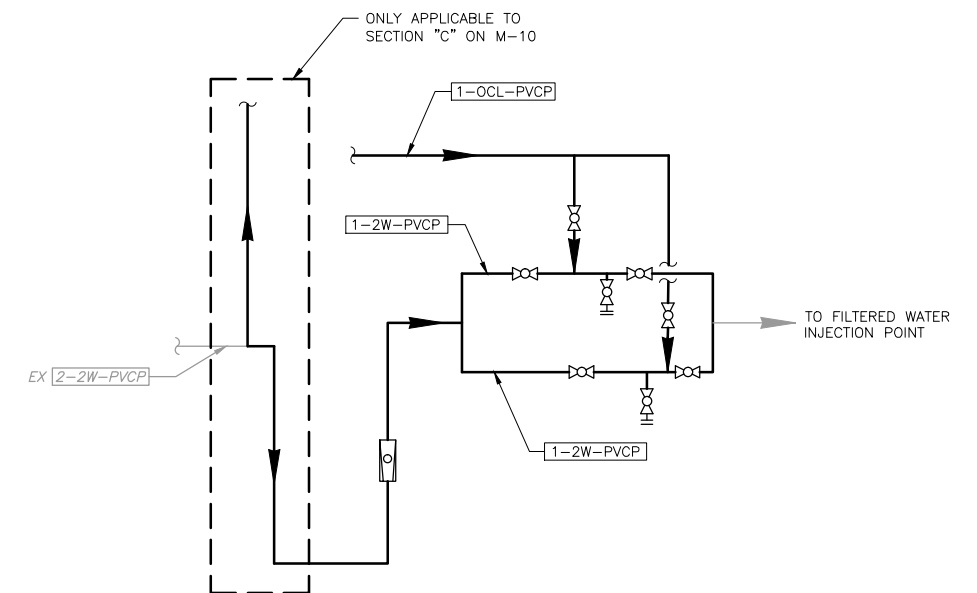 ONLY APPLICABLE TO
SECTION "C" ON M-10
1-OCL-PVCP
1-2W-PVCP
TO FILTERED WATER
INJECTION POINT
EX 2-2W-PVCP
1-2W-PVCP